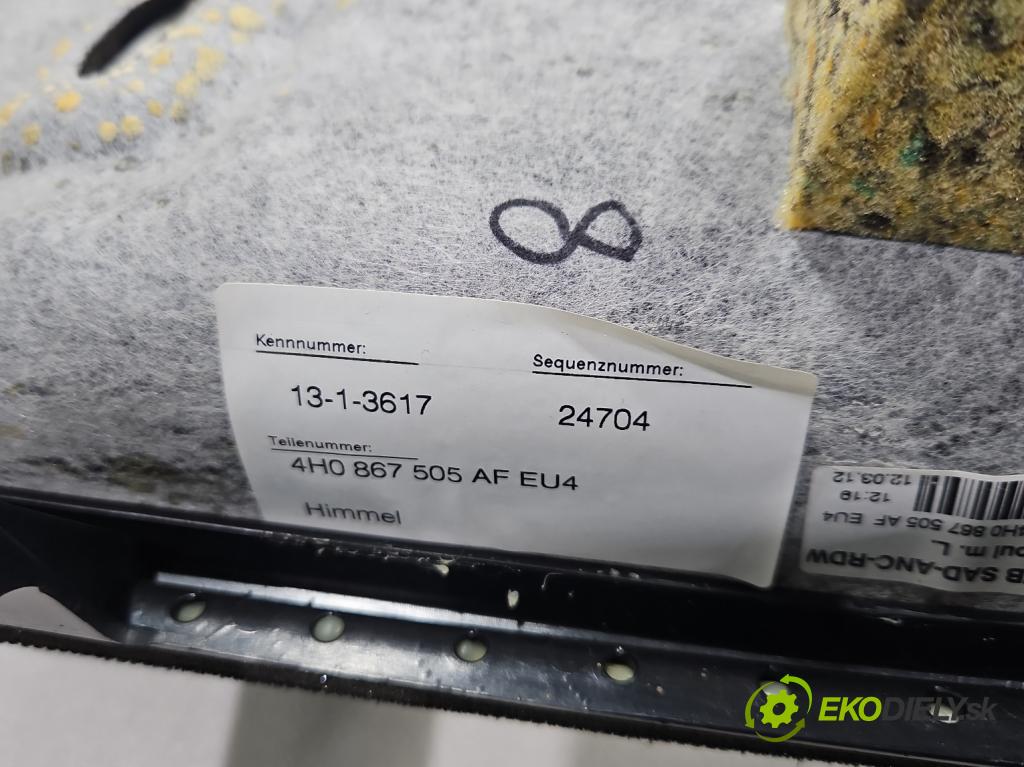 8
Kennnummer:
Sequenznummer:
13-1-3617
24704
Teilenummer:
4H0 867 505 AF EU4
Himmel
B SAD-ANC-RDW
oul m. L.
4H0 867 505 AF EU4
12:19
12.03.12
EKODIELY.sk